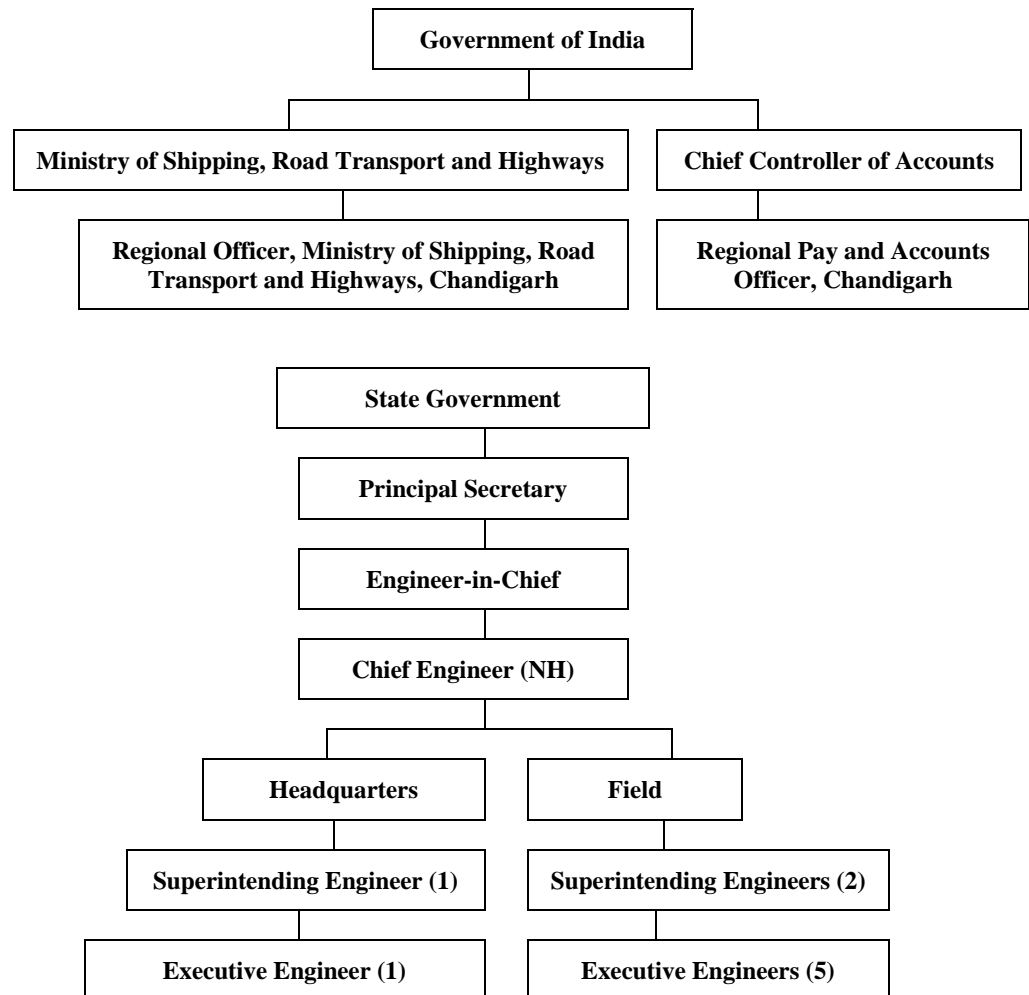 Government of India
Ministry of Shipping, Road Transport and Highways
Chief Controller of Accounts
Regional Officer, Ministry of Shipping, Road
Transport and Highways, Chandigarh
Regional Pay and Accounts
Officer, Chandigarh
State Government
Principal Secretary
Engineer-in-Chief
Chief Engineer (NH)
Headquarters
Field
Superintending Engineer (1)
Superintending Engineers (2)
Executive Engineer (1)
Executive Engineers (5)